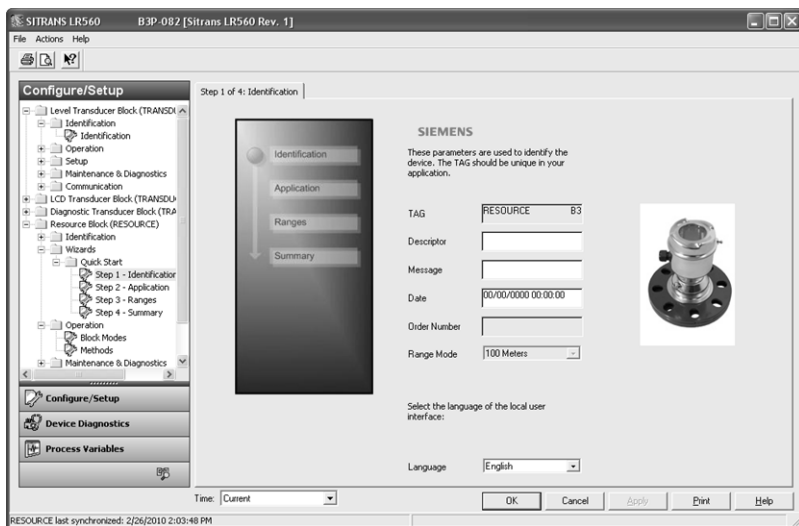 SITRANS LR560 B3P-082 [Sitrans LR560 Rev. 1]
File Actions Help
Configure/Setup
Level Transducer Block (TRANSDU
Identification
Identification
Operation
Setup
Maintenance & Diagnostics
Communication
LCD Transducer Block (TRANSDU
Diagnostic Transducer Block (TRA
Resource Block (RESOURCE)
Identification
Wizards
Quick Start
Step 1 - Identification
Step 2 - Application
Step 3 - Ranges
Step 4 - Summary
Operation
Block Modes
Methods
Maintenance & Diagnostics
Configure/Setup
Device Diagnostics
Process Variables
Step 1 of 4: Identification
Identification
Application
Ranges
Summary
SIEMENS
These parameters are used to identify the
device. The TAG should be unique in your
application.
TAG RESOURCE B3
Descriptor
Message
Date 00/00/0000 00:00:00
Order Number
Range Mode 100 Meters
Select the language of the local user
interface:
Language English
Time: Current
OK Cancel Apply Print Help
RESOURCE last synchronized: 2/26/2010 2:03:48 PM